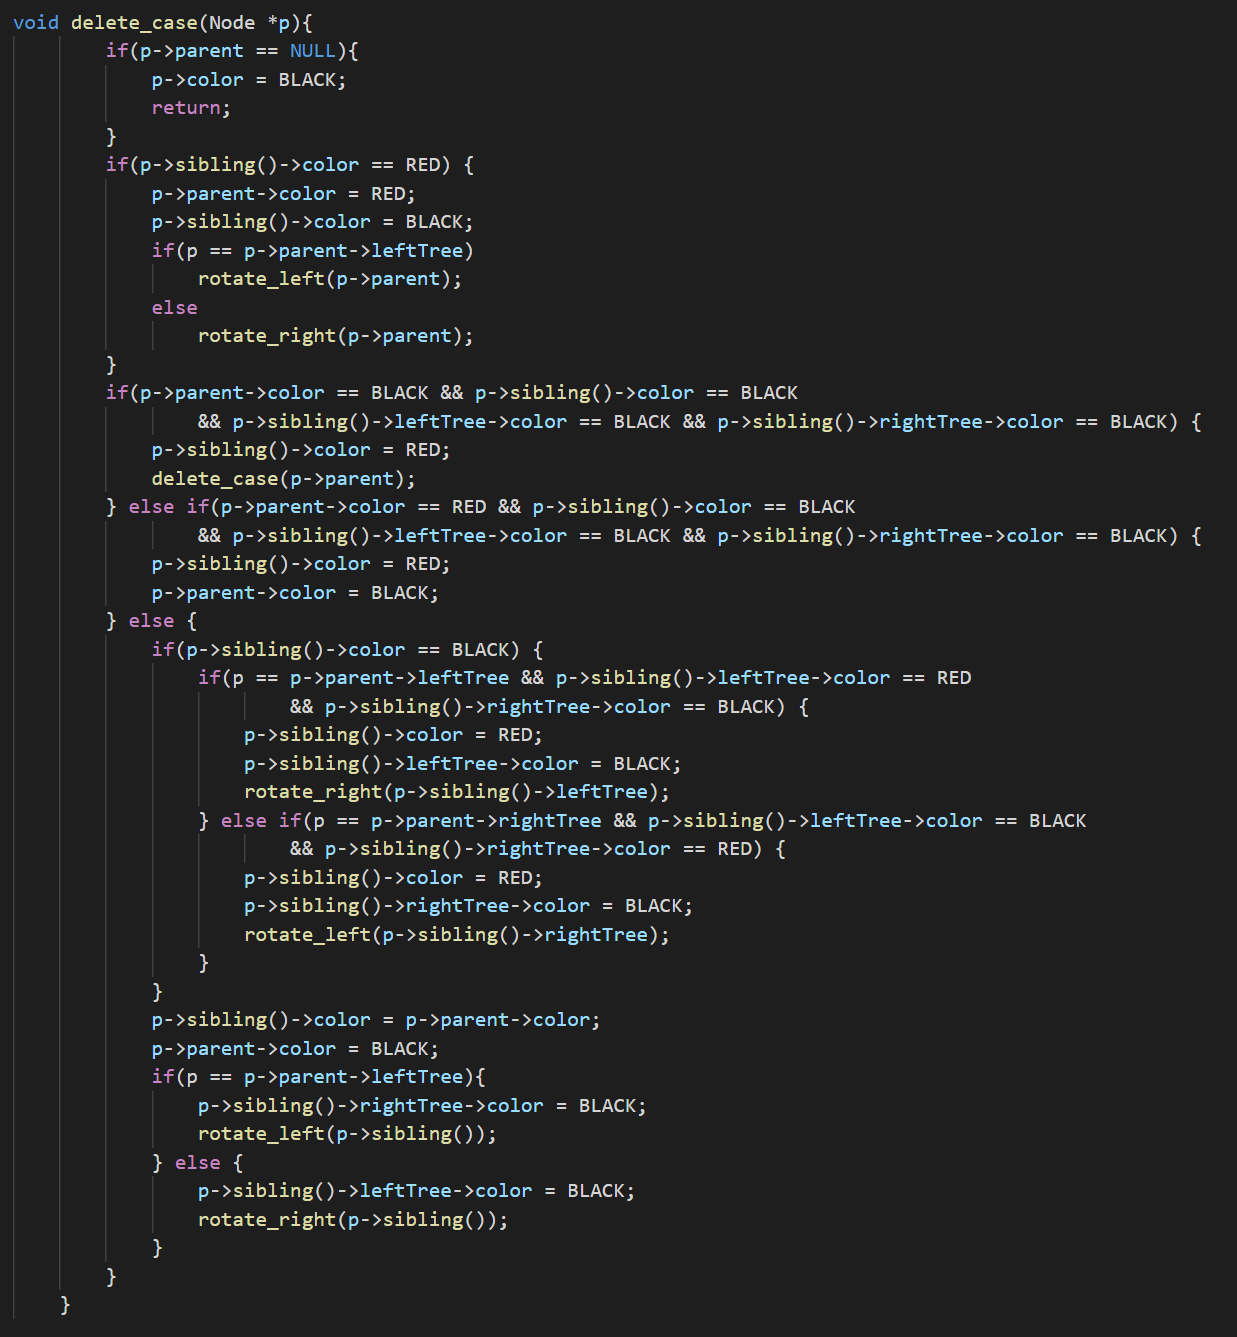 void delete_case(Node *p){
        if(p->parent == NULL){
            p->color = BLACK;
            return;
        }
        if(p->sibling()->color == RED) {
            p->parent->color = RED;
            p->sibling()->color = BLACK;
            if(p == p->parent->leftTree)
                rotate_left(p->parent);
            else
                rotate_right(p->parent);
        }
        if(p->parent->color == BLACK && p->sibling()->color == BLACK
                && p->sibling()->leftTree->color == BLACK && p->sibling()->rightTree->color == BLACK) {
            p->sibling()->color = RED;
            delete_case(p->parent);
        } else if(p->parent->color == RED && p->sibling()->color == BLACK
                && p->sibling()->leftTree->color == BLACK && p->sibling()->rightTree->color == BLACK) {
            p->sibling()->color = RED;
            p->parent->color = BLACK;
        } else {
            if(p->sibling()->color == BLACK) {
                if(p == p->parent->leftTree && p->sibling()->leftTree->color == RED
                        && p->sibling()->rightTree->color == BLACK) {
                    p->sibling()->color = RED;
                    p->sibling()->leftTree->color = BLACK;
                    rotate_right(p->sibling()->leftTree);
                } else if(p == p->parent->rightTree && p->sibling()->leftTree->color == BLACK
                        && p->sibling()->rightTree->color == RED) {
                    p->sibling()->color = RED;
                    p->sibling()->rightTree->color = BLACK;
                    rotate_left(p->sibling()->rightTree);
                }
            }
            p->sibling()->color = p->parent->color;
            p->parent->color = BLACK;
            if(p == p->parent->leftTree){
                p->sibling()->rightTree->color = BLACK;
                rotate_left(p->sibling());
            } else {
                p->sibling()->leftTree->color = BLACK;
                rotate_right(p->sibling());
            }
        }
    }